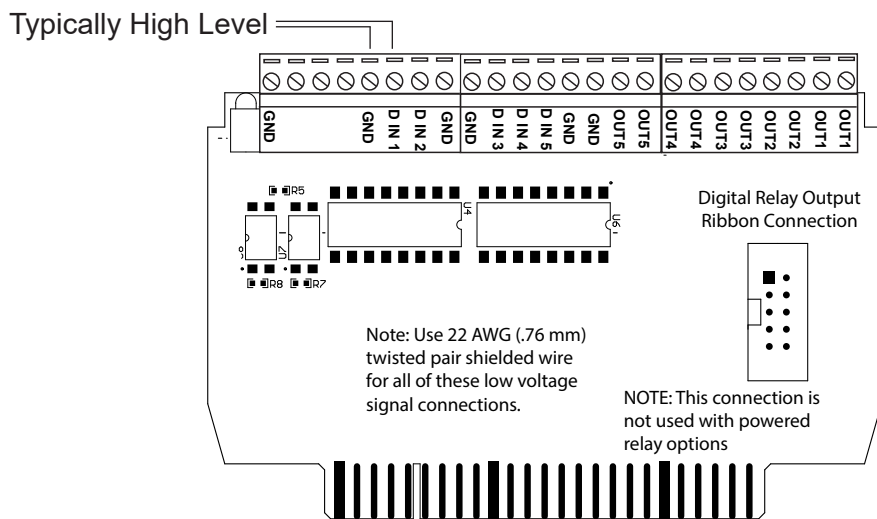 Typically High Level
GND GND D IN 1 D IN 2 GND GND D IN 3 D IN 4 D IN 5 GND GND OUT5 OUT5 OUT4 OUT4 OUT3 OUT3 OUT2 OUT2 OUT1 OUT1
R5
U4
U6
U7
R8
R7
Digital Relay Output
Ribbon Connection
Note: Use 22 AWG (.76 mm)
twisted pair shielded wire
for all of these low voltage
signal connections.
NOTE: This connection is
not used with powered
relay options